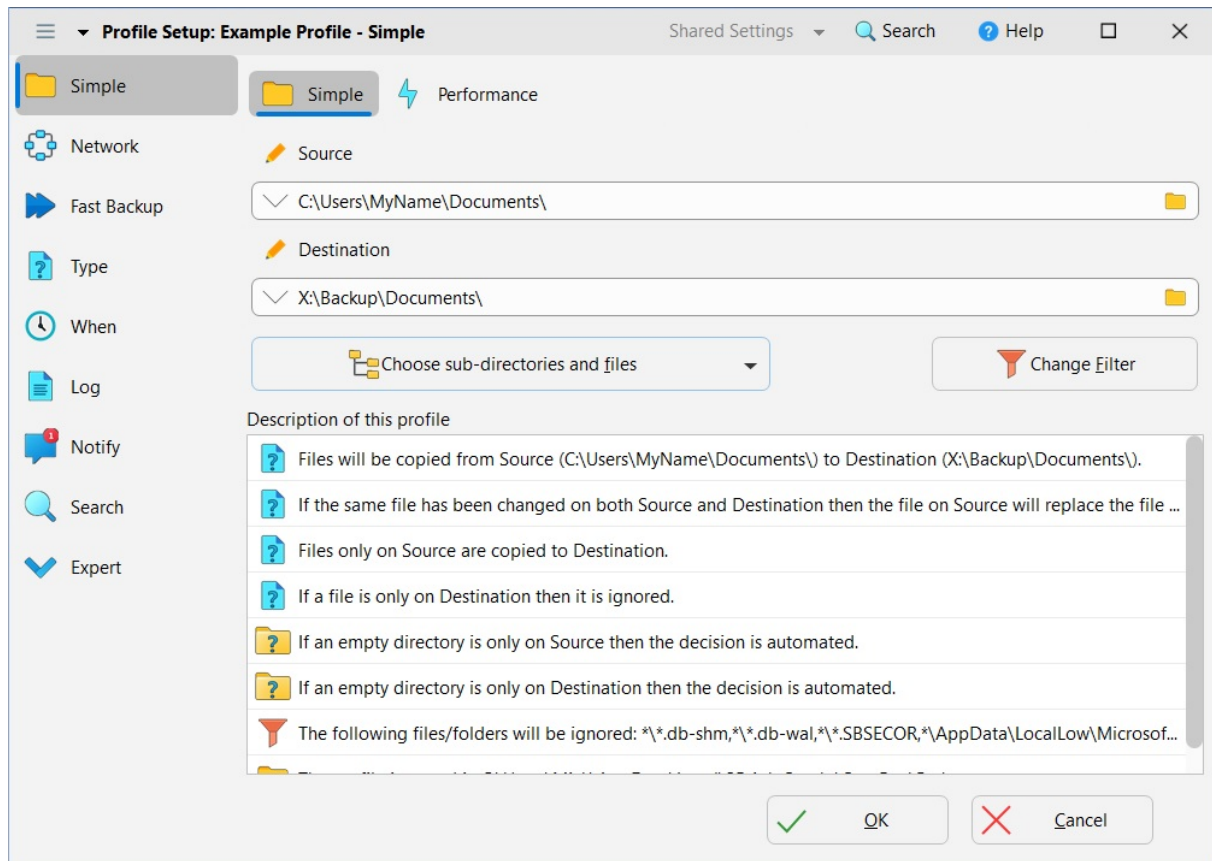 Profile Setup: Example Profile - Simple
Shared Settings
Search
Help
Simple
Network
Fast Backup
Type
When
Log
1
Notify
Search
Expert
Simple
Performance
Source
C:\Users\MyName\Documents\
Destination
X:\Backup\Documents\
Choose sub-directories and files
Change Filter
Description of this profile
Files will be copied from Source (C:\Users\MyName\Documents\) to Destination (X:\Backup\Documents\).
If the same file has been changed on both Source and Destination then the file on Source will replace the file ...
Files only on Source are copied to Destination.
If a file is only on Destination then it is ignored.
If an empty directory is only on Source then the decision is automated.
If an empty directory is only on Destination then the decision is automated.
The following files/folders will be ignored: *\*.db-shm,*\*.db-wal,*\*.SBSECOR,*\AppData\LocalLow\Microsof...
OK
Cancel